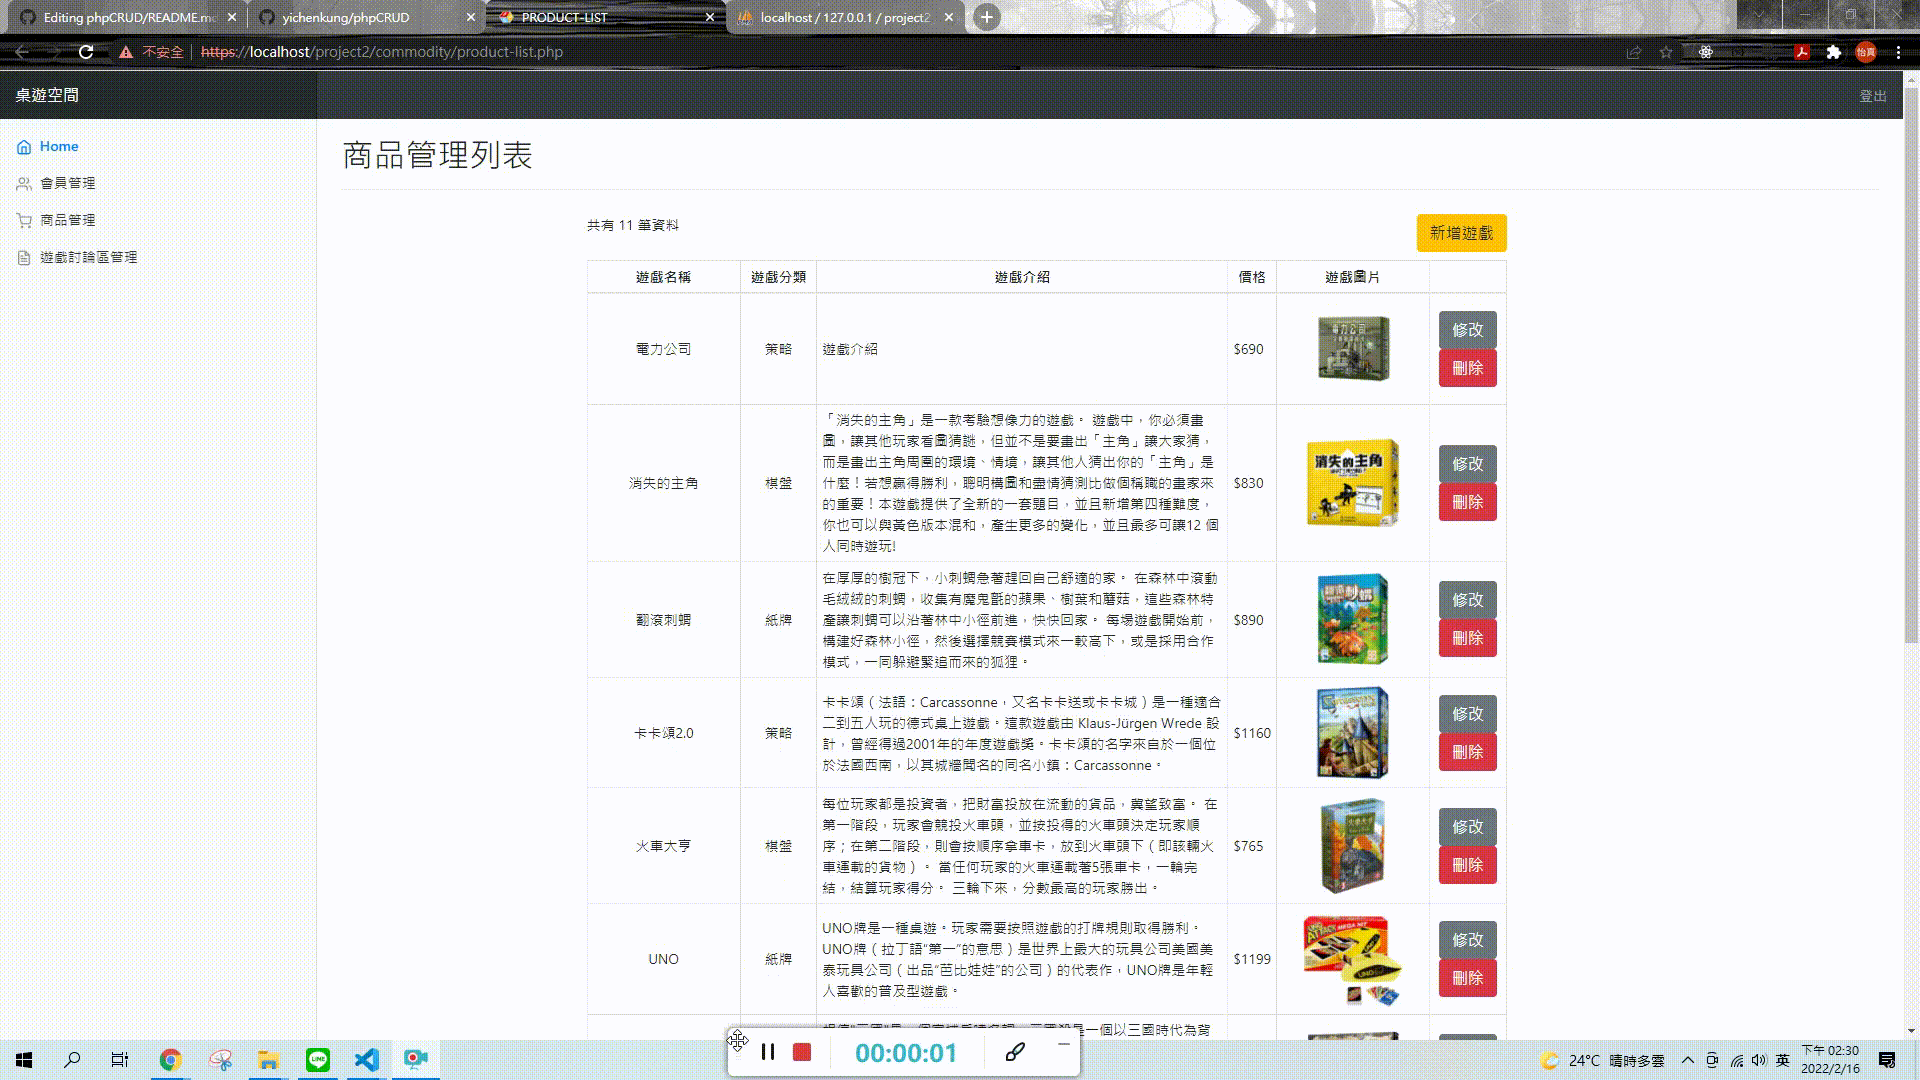 Editing phpCRUD/README.m
yichenkung/phpCRUD
PRODUCT-LIST
localhost / 127.0.0.1 / project2
不安全
https://localhost/project2/commodity/product-list.php
怡真
桌遊空間
登出
Home
會員管理
商品管理
遊戲討論區管理
商品管理列表
共有 11 筆資料
新增遊戲
遊戲名稱 遊戲分類 遊戲介紹 價格 遊戲圖片
電力公司 策略 遊戲介紹 $690
電力公司
修改
刪除
消失的主角 棋盤
「消失的主角」是一款考驗想像力的遊戲。 遊戲中，你必須畫
圖，讓其他玩家看圖猜謎，但並不是要畫出「主角」讓大家猜，
而是畫出主角周圍的環境、情境，讓其他人猜出你的「主角」是
什麼！若想贏得勝利，聰明構圖和盡情猜測比做個稱職的畫家來
的重要！本遊戲提供了全新的一套題目，並且新增第四種難度，
你也可以與黃色版本混和，產生更多的變化，並且最多可讓12 個
人同時遊玩!
$830
消失的主角
修改
刪除
翻滾刺蝟 紙牌
在厚厚的樹冠下，小刺蝟急著趕回自己舒適的家。 在森林中滾動
毛絨絨的刺蝟，收集有魔鬼氈的蘋果、樹葉和蘑菇，這些森林特
產讓刺蝟可以沿著林中小徑前進，快快回家。 每場遊戲開始前，
構建好森林小徑，然後選擇競賽模式來一較高下，或是採用合作
模式，一同躲避緊追而來的狐狸。
$890
修改
刪除
卡卡頌2.0 策略
卡卡頌（法語：Carcassonne，又名卡卡送或卡卡城）是一種適合
二到五人玩的德式桌上遊戲。這款遊戲由 Klaus-Jürgen Wrede 設
計，曾經得過2001年的年度遊戲獎。卡卡頌的名字來自於一個位
於法國西南，以其城牆聞名的同名小鎮：Carcassonne。
$1160
修改
刪除
火車大亨 棋盤
每位玩家都是投資者，把財富投放在流動的貨品，冀望致富。 在
第一階段，玩家會競投火車頭，並按投得的火車頭決定玩家順
序；在第二階段，則會按順序拿車卡，放到火車頭下（即該輛火
車運載的貨物）。 當任何玩家的火車運載著5張車卡，一輪完
結，結算玩家得分。 三輪下來，分數最高的玩家勝出。
$765
修改
刪除
UNO 紙牌
UNO牌是一種桌遊。玩家需要按照遊戲的打牌規則取得勝利。
UNO牌（拉丁語“第一”的意思）是世界上最大的玩具公司美國美
泰玩具公司（出品“芭比娃娃”的公司）的代表作，UNO牌是年輕
人喜歡的普及型遊戲。
$1199
修改
刪除
00:00:01
24°C 晴時多雲
英
下午 02:30
2022/2/16